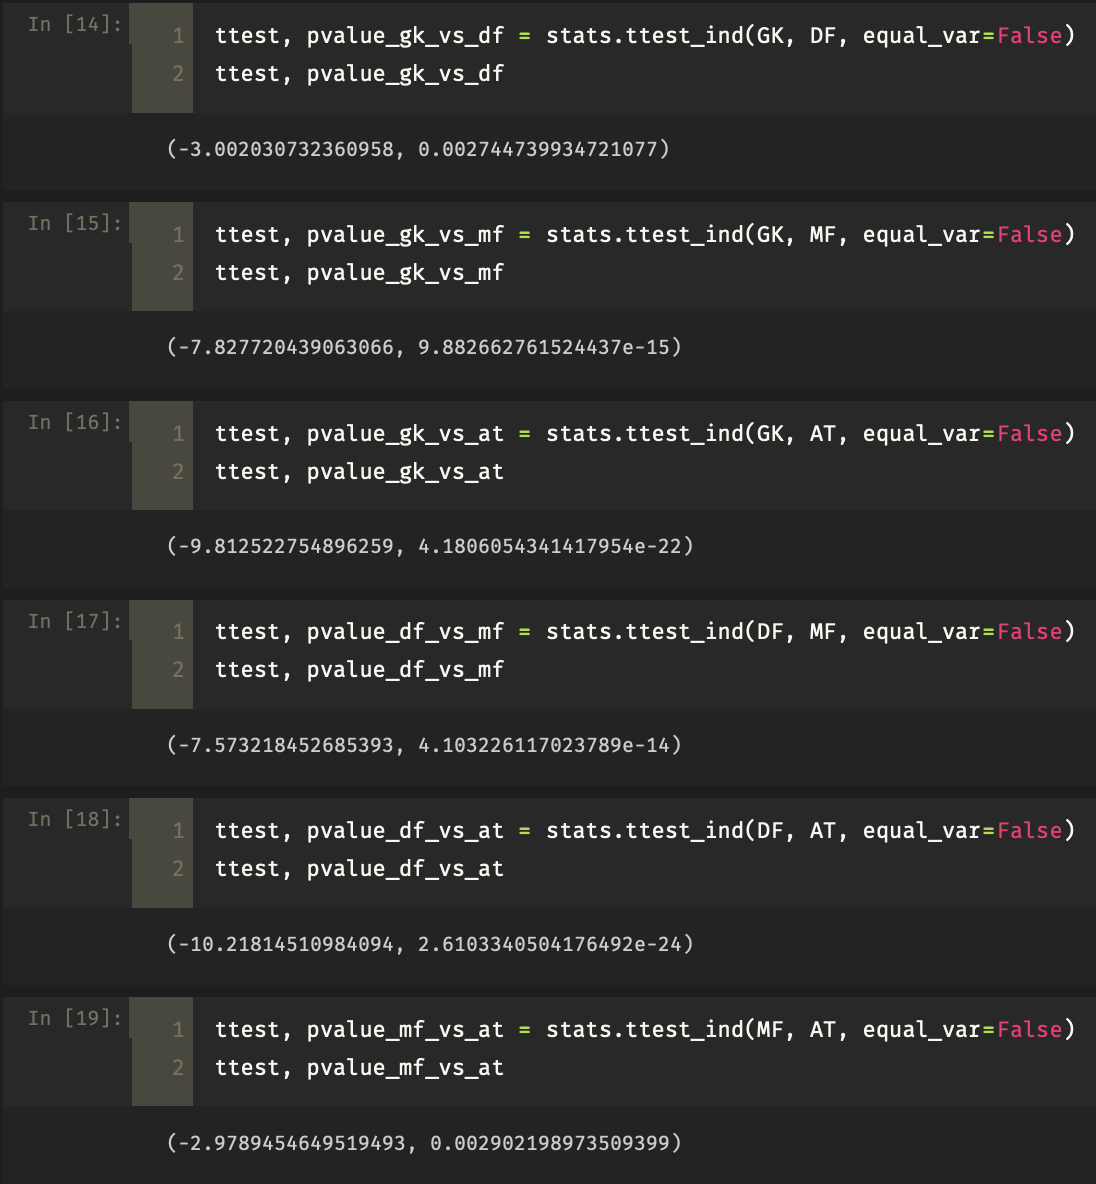 In [14]:
1 ttest, pvalue_gk_vs_df = stats.ttest_ind(GK, DF, equal_var=False)
2 ttest, pvalue_gk_vs_df
(-3.002030732360958, 0.002744739934721077)
In [15]:
1 ttest, pvalue_gk_vs_mf = stats.ttest_ind(GK, MF, equal_var=False)
2 ttest, pvalue_gk_vs_mf
(-7.827720439063066, 9.882662761524437e-15)
In [16]:
1 ttest, pvalue_gk_vs_at = stats.ttest_ind(GK, AT, equal_var=False)
2 ttest, pvalue_gk_vs_at
(-9.812522754896259, 4.1806054341417954e-22)
In [17]:
1 ttest, pvalue_df_vs_mf = stats.ttest_ind(DF, MF, equal_var=False)
2 ttest, pvalue_df_vs_mf
(-7.573218452685393, 4.103226117023789e-14)
In [18]:
1 ttest, pvalue_df_vs_at = stats.ttest_ind(DF, AT, equal_var=False)
2 ttest, pvalue_df_vs_at
(-10.21814510984094, 2.6103340504176492e-24)
In [19]:
1 ttest, pvalue_mf_vs_at = stats.ttest_ind(MF, AT, equal_var=False)
2 ttest, pvalue_mf_vs_at
(-2.9789454649519493, 0.002902198973509399)